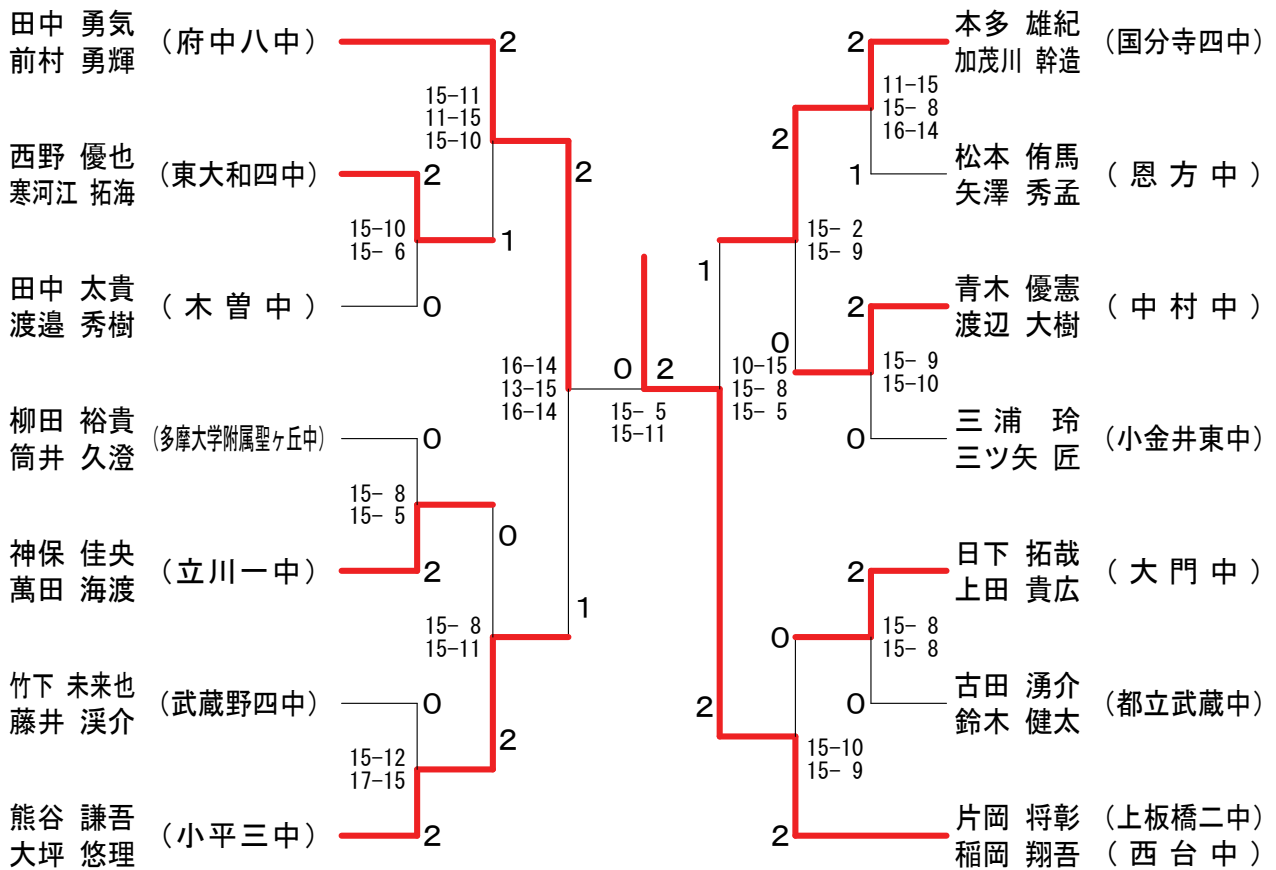 田中 勇気
前村 勇輝
(府中八中)
2
15-11
11-15
15-10
西野 優也
寒河江 拓海
(東大和四中)
2
15-10
15- 6
1
田中 太貴
渡邉 秀樹
(木曽中)
0
2
16-14
13-15
16-14
柳田 裕貴
筒井 久澄
(多摩大学附属聖ヶ丘中)
0
15- 8
15- 5
0
神保 佳央
萬田 海渡
(立川一中)
2
15- 8
15-11
1
竹下 未来也
藤井 渓介
(武蔵野四中)
0
15-12
17-15
2
熊谷 謙吾
大坪 悠理
(小平三中)
2
0 2
15- 5
15-11
2
本多 雄紀
加茂川 幹造
(国分寺四中)
11-15
15- 8
16-14
2
1
松本 侑馬
矢澤 秀孟
(恩方中)
15- 2
15- 9
1
2
青木 優憲
渡辺 大樹
(中村中)
0
15- 9
15-10
10-15
15- 8
15- 5
0
三浦 玲
三ツ矢 匠
(小金井東中)
2
日下 拓哉
上田 貴広
(大門中)
0
15- 8
15- 8
0
古田 湧介
鈴木 健太
(都立武蔵中)
2
15-10
15- 9
2
片岡 将彰 (上板橋二中)
稲岡 翔吾 (西台中)